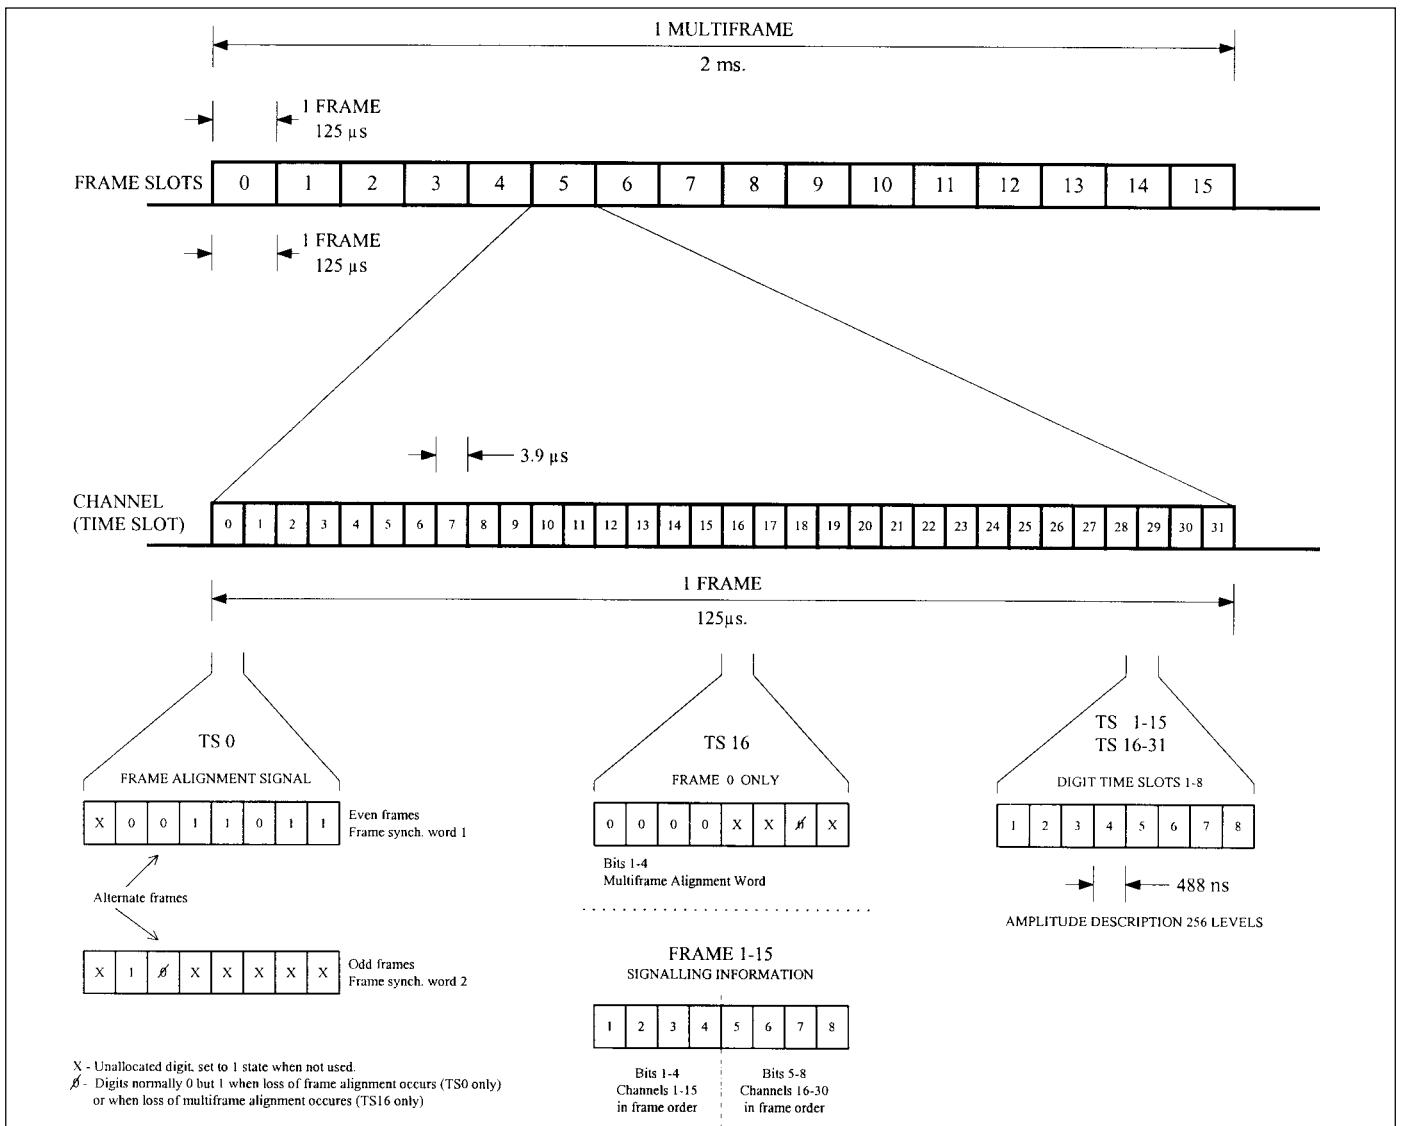 1 MULTIFRAME
2 ms.
1 FRAME
125 µs
FRAME SLOTS 0 1 2 3 4 5 6 7 8 9 10 11 12 13 14 15
1 FRAME
125 µs
3.9 µs
CHANNEL
(TIME SLOT) 0 1 2 3 4 5 6 7 8 9 10 11 12 13 14 15 16 17 18 19 20 21 22 23 24 25 26 27 28 29 30 31
1 FRAME
125µs.
TS 0
FRAME ALIGNMENT SIGNAL
X 0 0 1 1 0 1 1
Even frames
Frame synch. word 1
Alternate frames
X 1 0̸ X X X X X
Odd frames
Frame synch. word 2
TS 16
FRAME 0 ONLY
0 0 0 0 X X 0̸ X
Bits 1-4
Multiframe Alignment Word
FRAME 1-15
SIGNALLING INFORMATION
1 2 3 4 5 6 7 8
Bits 1-4
Channels 1-15
in frame order
Bits 5-8
Channels 16-30
in frame order
TS 1-15
TS 16-31
DIGIT TIME SLOTS 1-8
1 2 3 4 5 6 7 8
488 ns
AMPLITUDE DESCRIPTION 256 LEVELS
X - Unallocated digit, set to 1 state when not used.
0̸ - Digits normally 0 but 1 when loss of frame alignment occurs (TS0 only)
or when loss of multiframe alignment occures (TS16 only)